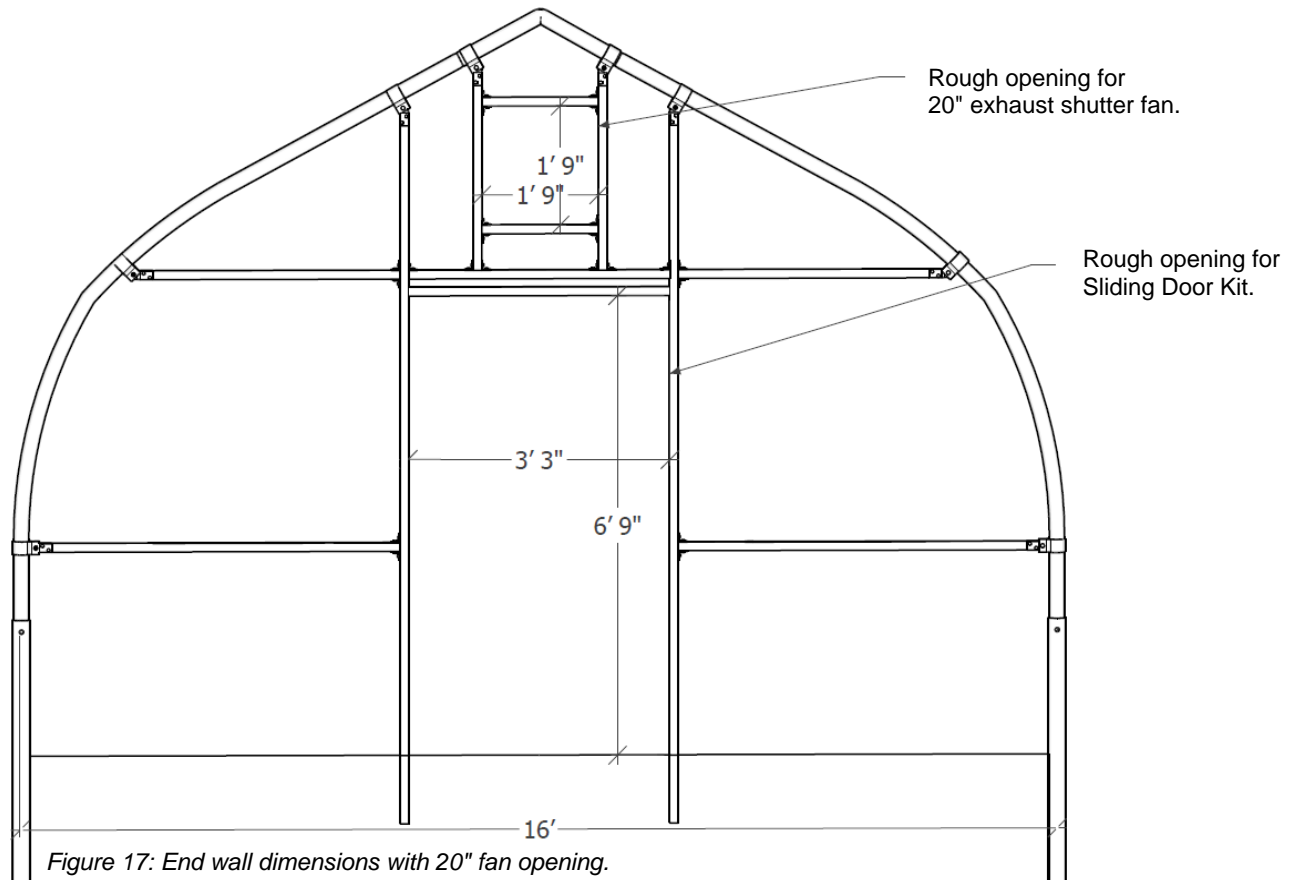 Rough opening for
20" exhaust shutter fan.
1' 9"
1' 9"
Rough opening for
Sliding Door Kit.
3' 3"
6' 9"
16'
Figure 17: End wall dimensions with 20" fan opening.